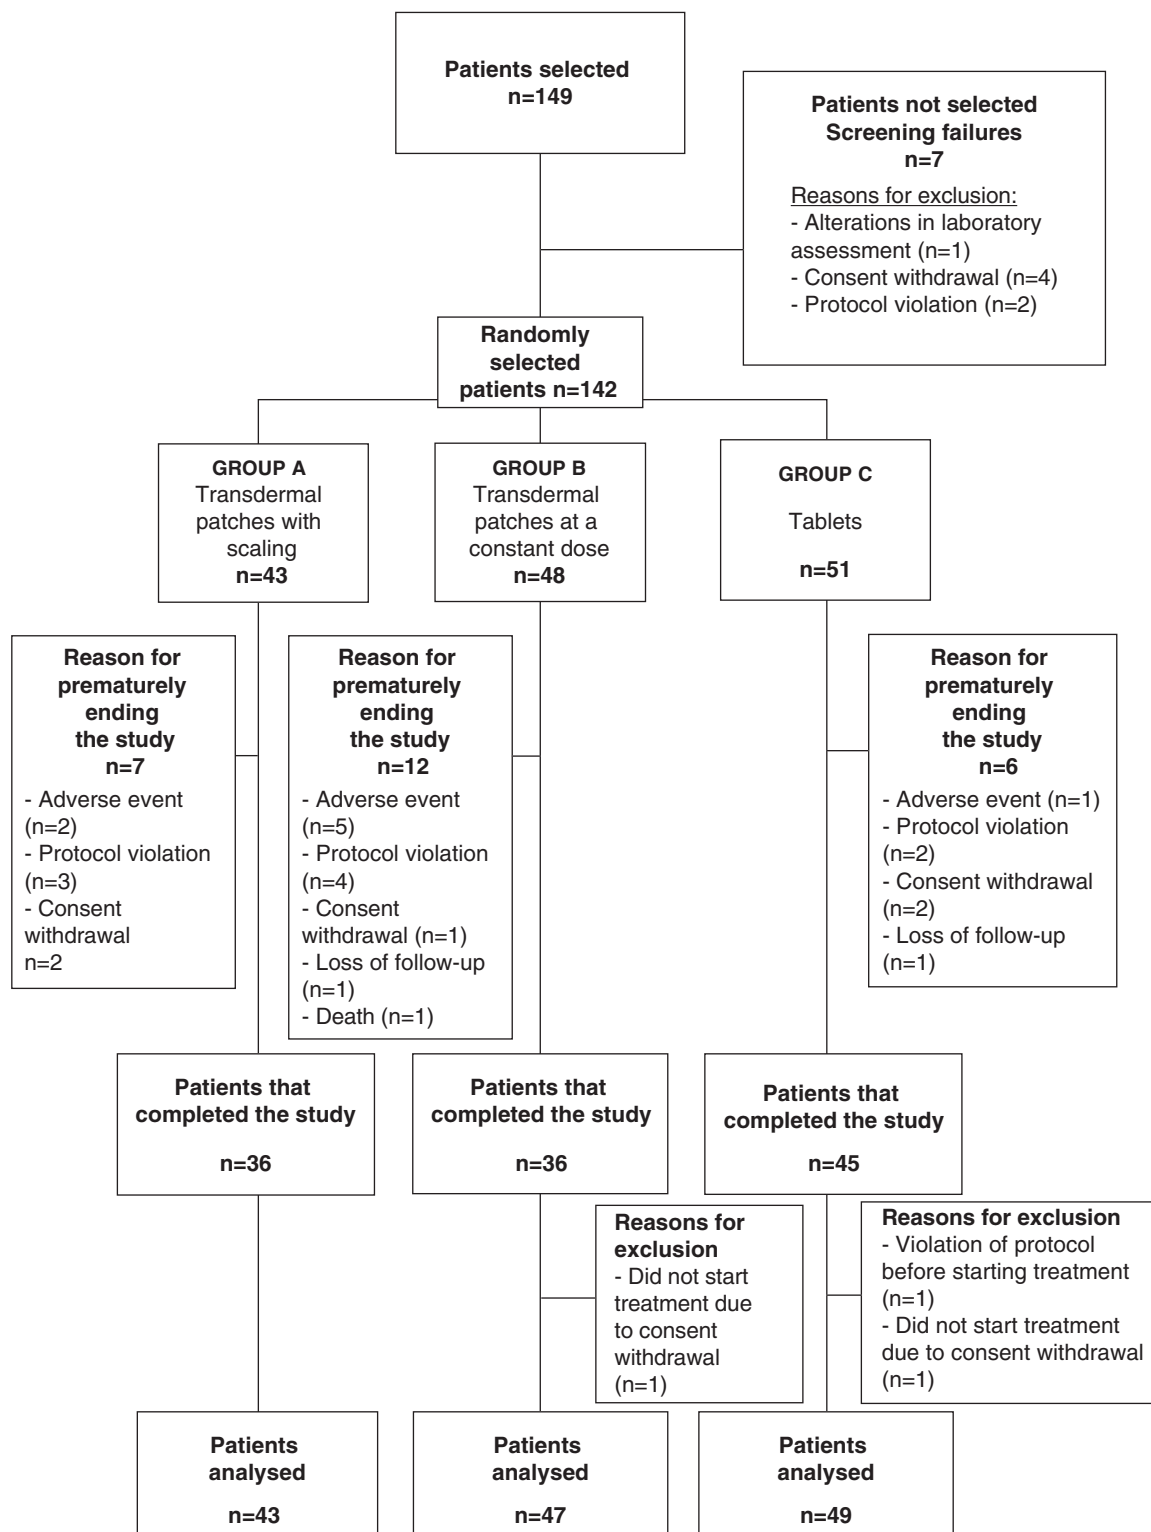 Patients selected
n=149
Patients not selected
Screening failures
n=7
Reasons for exclusion:
- Alterations in laboratory
assessment (n=1)
- Consent withdrawal (n=4)
- Protocol violation (n=2)
Randomly
selected
patients n=142
GROUP A
Transdermal
patches with
scaling
n=43
GROUP B
Transdermal
patches at a
constant dose
n=48
GROUP C
Tablets
n=51
Reason for
prematurely
ending
the study
n=7
- Adverse event
(n=2)
- Protocol violation
(n=3)
- Consent
withdrawal
n=2
Reason for
prematurely
ending
the study
n=12
- Adverse event
(n=5)
- Protocol violation
(n=4)
- Consent
withdrawal (n=1)
- Loss of follow-up
(n=1)
- Death (n=1)
Reason for
prematurely
ending
the study
n=6
- Adverse event (n=1)
- Protocol violation
(n=2)
- Consent withdrawal
(n=2)
- Loss of follow-up
(n=1)
Patients that
completed the study
n=36
Patients that
completed the study
n=36
Patients that
completed the study
n=45
Reasons for
exclusion
- Did not start
treatment due
to consent
withdrawal
(n=1)
Reasons for exclusion
- Violation of protocol
before starting treatment
(n=1)
- Did not start treatment
due to consent withdrawal
(n=1)
Patients
analysed
n=43
Patients
analysed
n=47
Patients
analysed
n=49